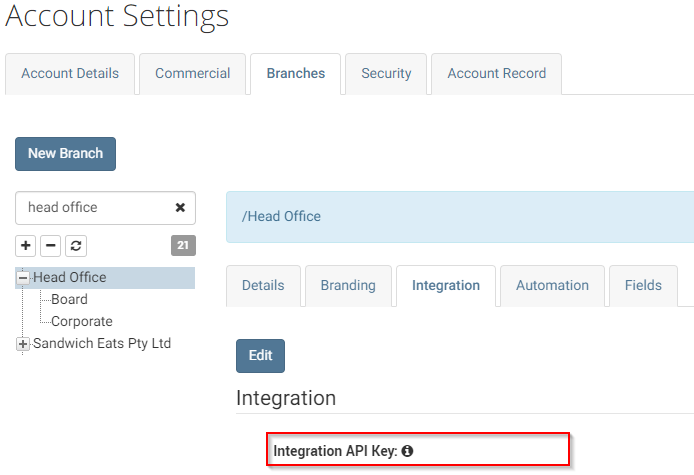 Account Settings
Account Details
Commercial
Branches
Security
Account Record
New Branch
head office
21
/Head Office
Head Office
Board
Corporate
Sandwich Eats Pty Ltd
Details
Branding
Integration
Automation
Fields
Edit
Integration
Integration API Key: